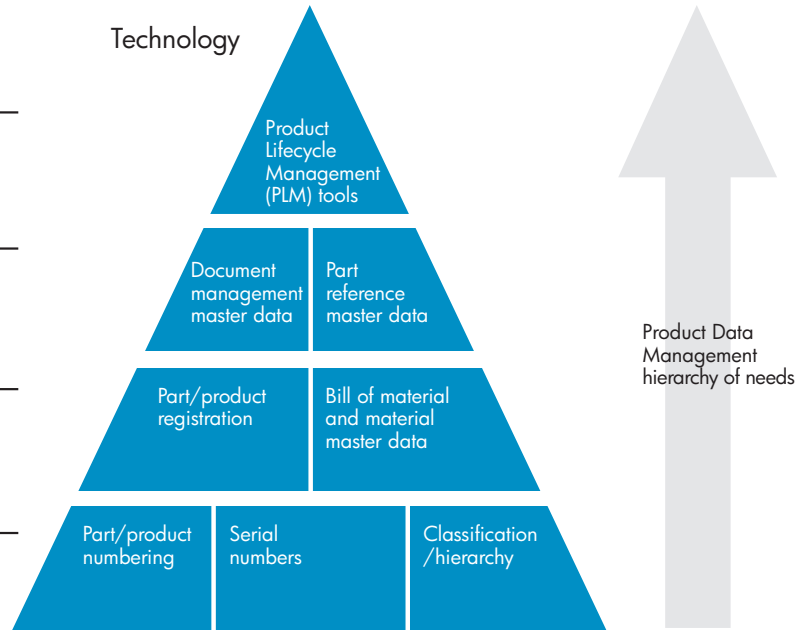 Technology
Product
Lifecycle
Management
(PLM) tools
Document
management
master data
Part
reference
master data
Product Data
Management
hierarchy of needs
Part/product
registration
Bill of material
and material
master data
Part/product
numbering
Serial
numbers
Classification
/hierarchy